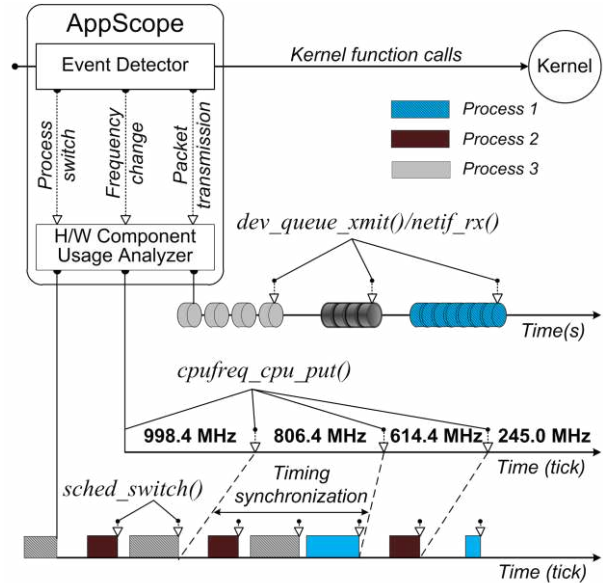 AppScope
Event Detector
Kernel function calls
Kernel
Process
switch
Frequency
change
Packet
transmission
Process 1
Process 2
Process 3
H/W Component
Usage Analyzer
dev_queue_xmit()/netif_rx()
Time(s)
cpufreq_cpu_put()
998.4 MHz 806.4 MHz 614.4 MHz 245.0 MHz
Time (tick)
sched_switch()
Timing
synchronization
Time (tick)